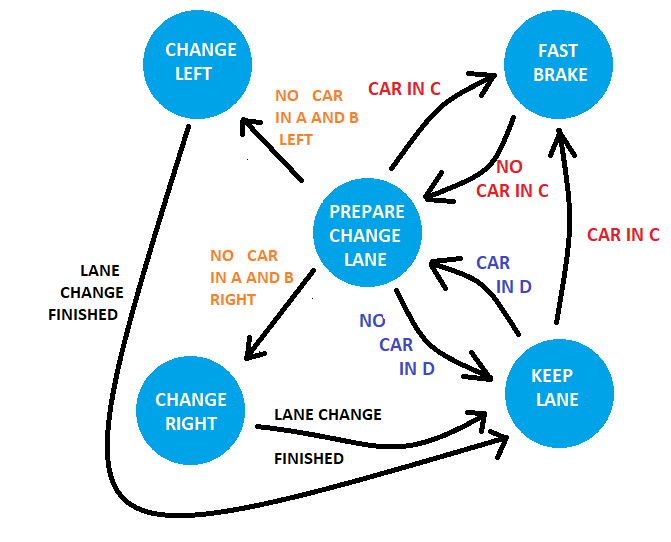 CHANGE
LEFT
FAST
BRAKE
NO CAR
IN A AND B
LEFT
CAR IN C
NO
CAR IN C
PREPARE
CHANGE
LANE
CAR IN C
NO CAR
IN A AND B
RIGHT
CAR
IN D
LANE
CHANGE
FINISHED
NO
CAR
IN D
KEEP
LANE
CHANGE
RIGHT
LANE CHANGE
FINISHED